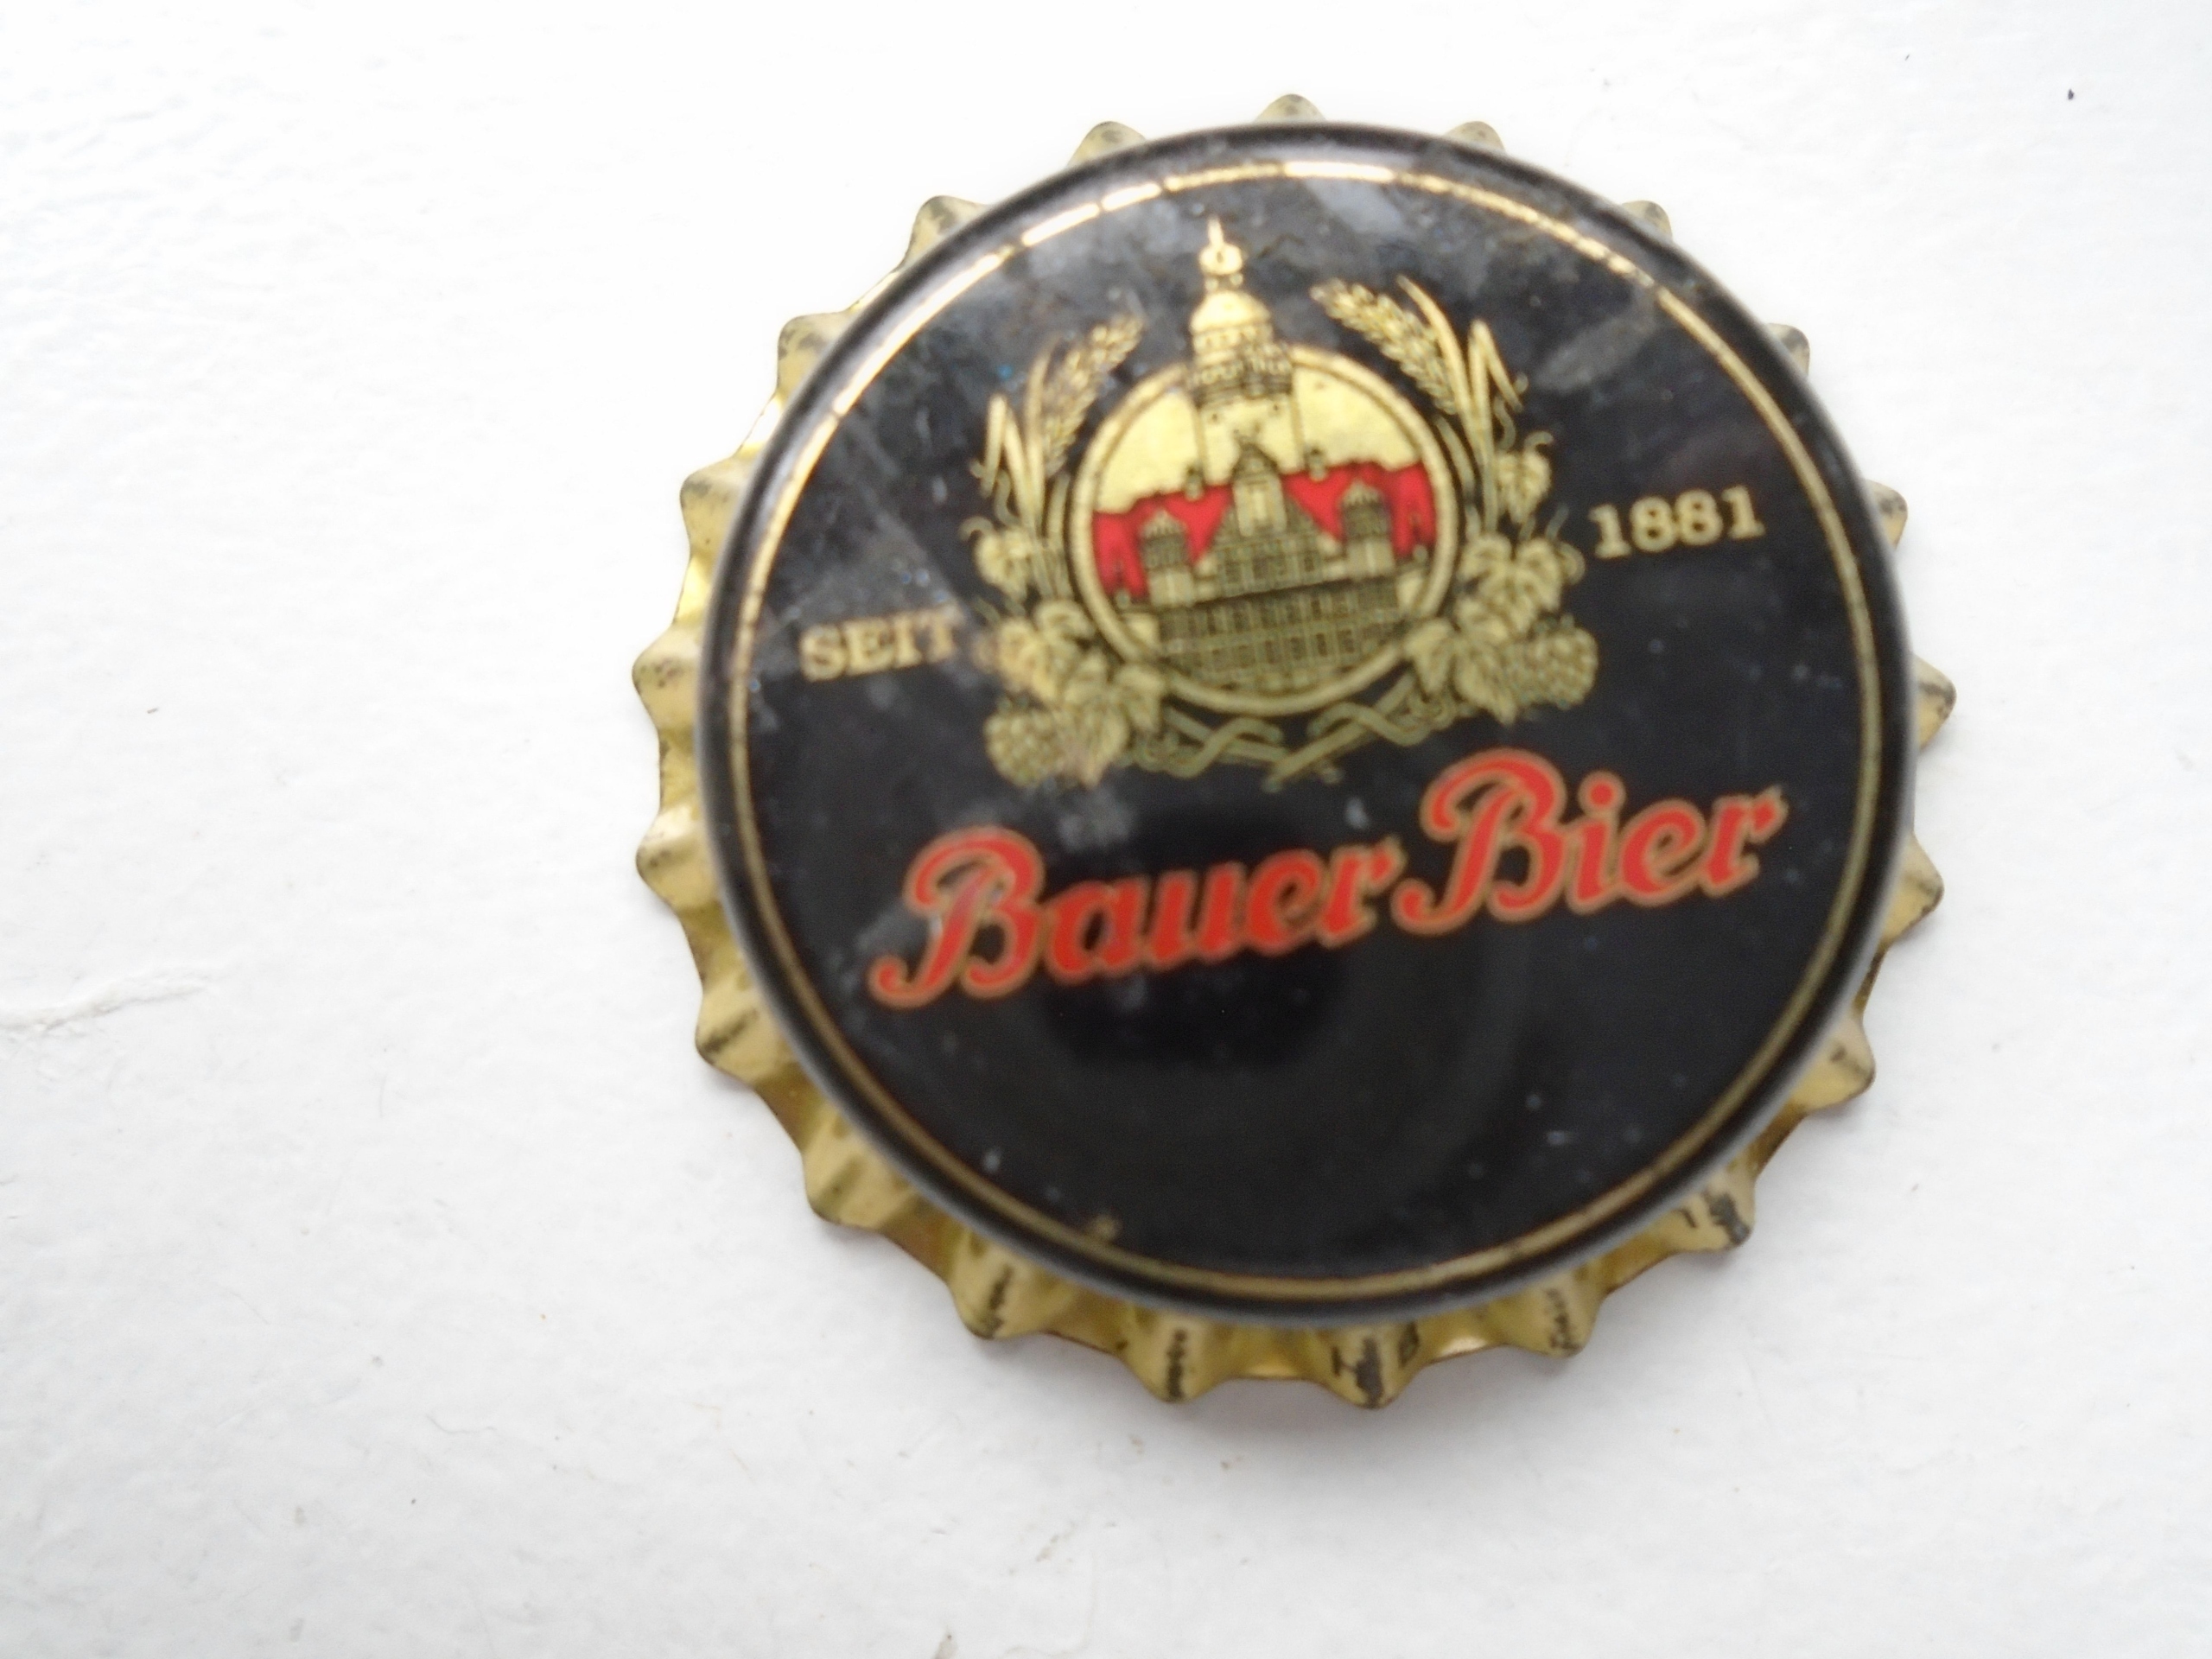 SEIT 1881
Bauer Bier